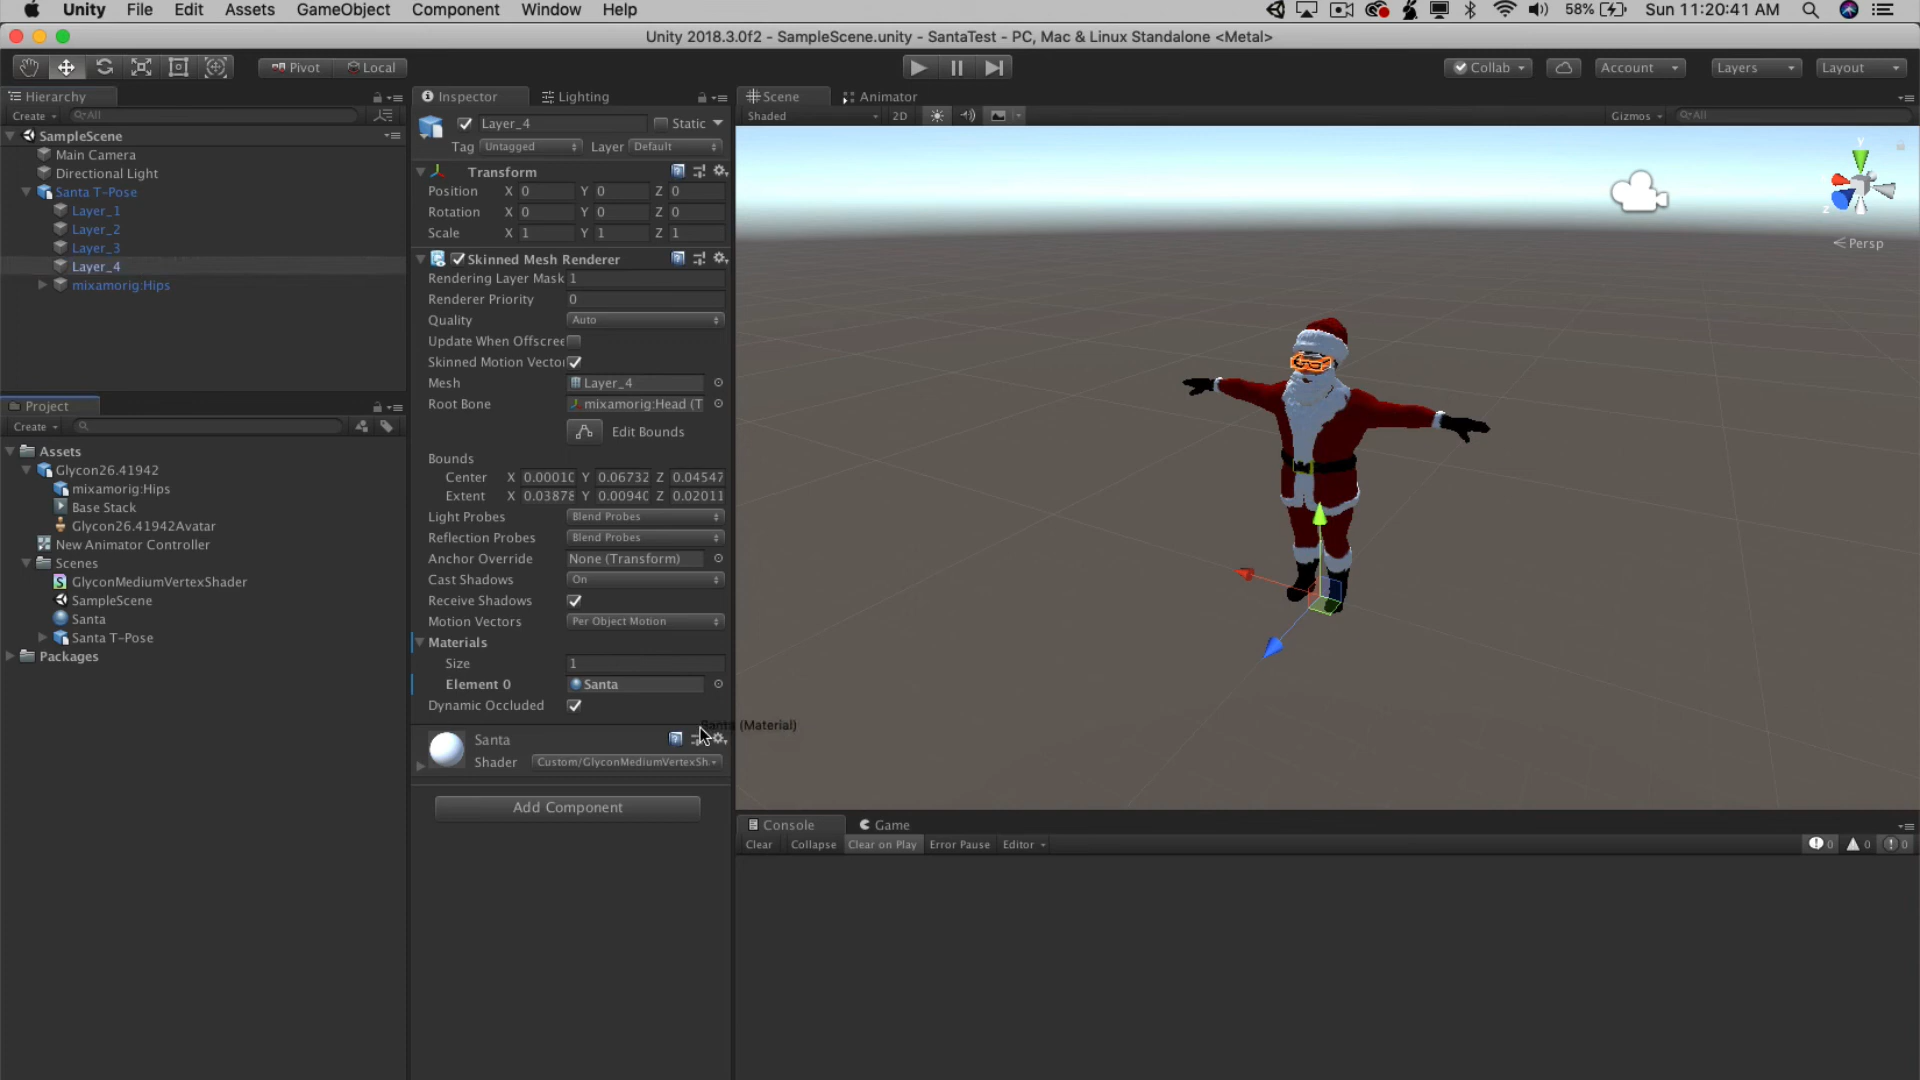 Unity File Edit Assets GameObject Component Window Help 58% Sun 11:20:41 AM
Unity 2018.3.0f2 - SampleScene.unity - SantaTest - PC, Mac & Linux Standalone <Metal>
Pivot Local Collab Account Layers Layout
Hierarchy
Create All
SampleScene
Main Camera
Directional Light
Santa T-Pose
Layer_1
Layer_2
Layer_3
Layer_4
mixamorig:Hips
Project
Create
Assets
Glycon26.41942
mixamorig:Hips
Base Stack
Glycon26.41942Avatar
New Animator Controller
Scenes
GlyconMediumVertexShader
SampleScene
Santa
Santa T-Pose
Packages
Inspector Lighting
Layer_4 Static
Tag Untagged Layer Default
Transform
Position X 0 Y 0 Z 0
Rotation X 0 Y 0 Z 0
Scale X 1 Y 1 Z 1
Skinned Mesh Renderer
Rendering Layer Mask 1
Renderer Priority 0
Quality Auto
Update When Offscree
Skinned Motion Vecto
Mesh Layer_4
Root Bone mixamorig:Head (T
Edit Bounds
Bounds
Center X 0.0001C Y 0.06732 Z 0.04547
Extent X 0.03878 Y 0.0094C Z 0.02011
Light Probes Blend Probes
Reflection Probes Blend Probes
Anchor Override None (Transform)
Cast Shadows On
Receive Shadows
Motion Vectors Per Object Motion
Materials
Size 1
Element 0 Santa
Dynamic Occluded
(Material)
Santa
Shader Custom/GlyconMediumVertexSh
Add Component
Scene Animator
Shaded 2D Gizmos All
y
z
Persp
Console Game
Clear Collapse Clear on Play Error Pause Editor 0 0 0